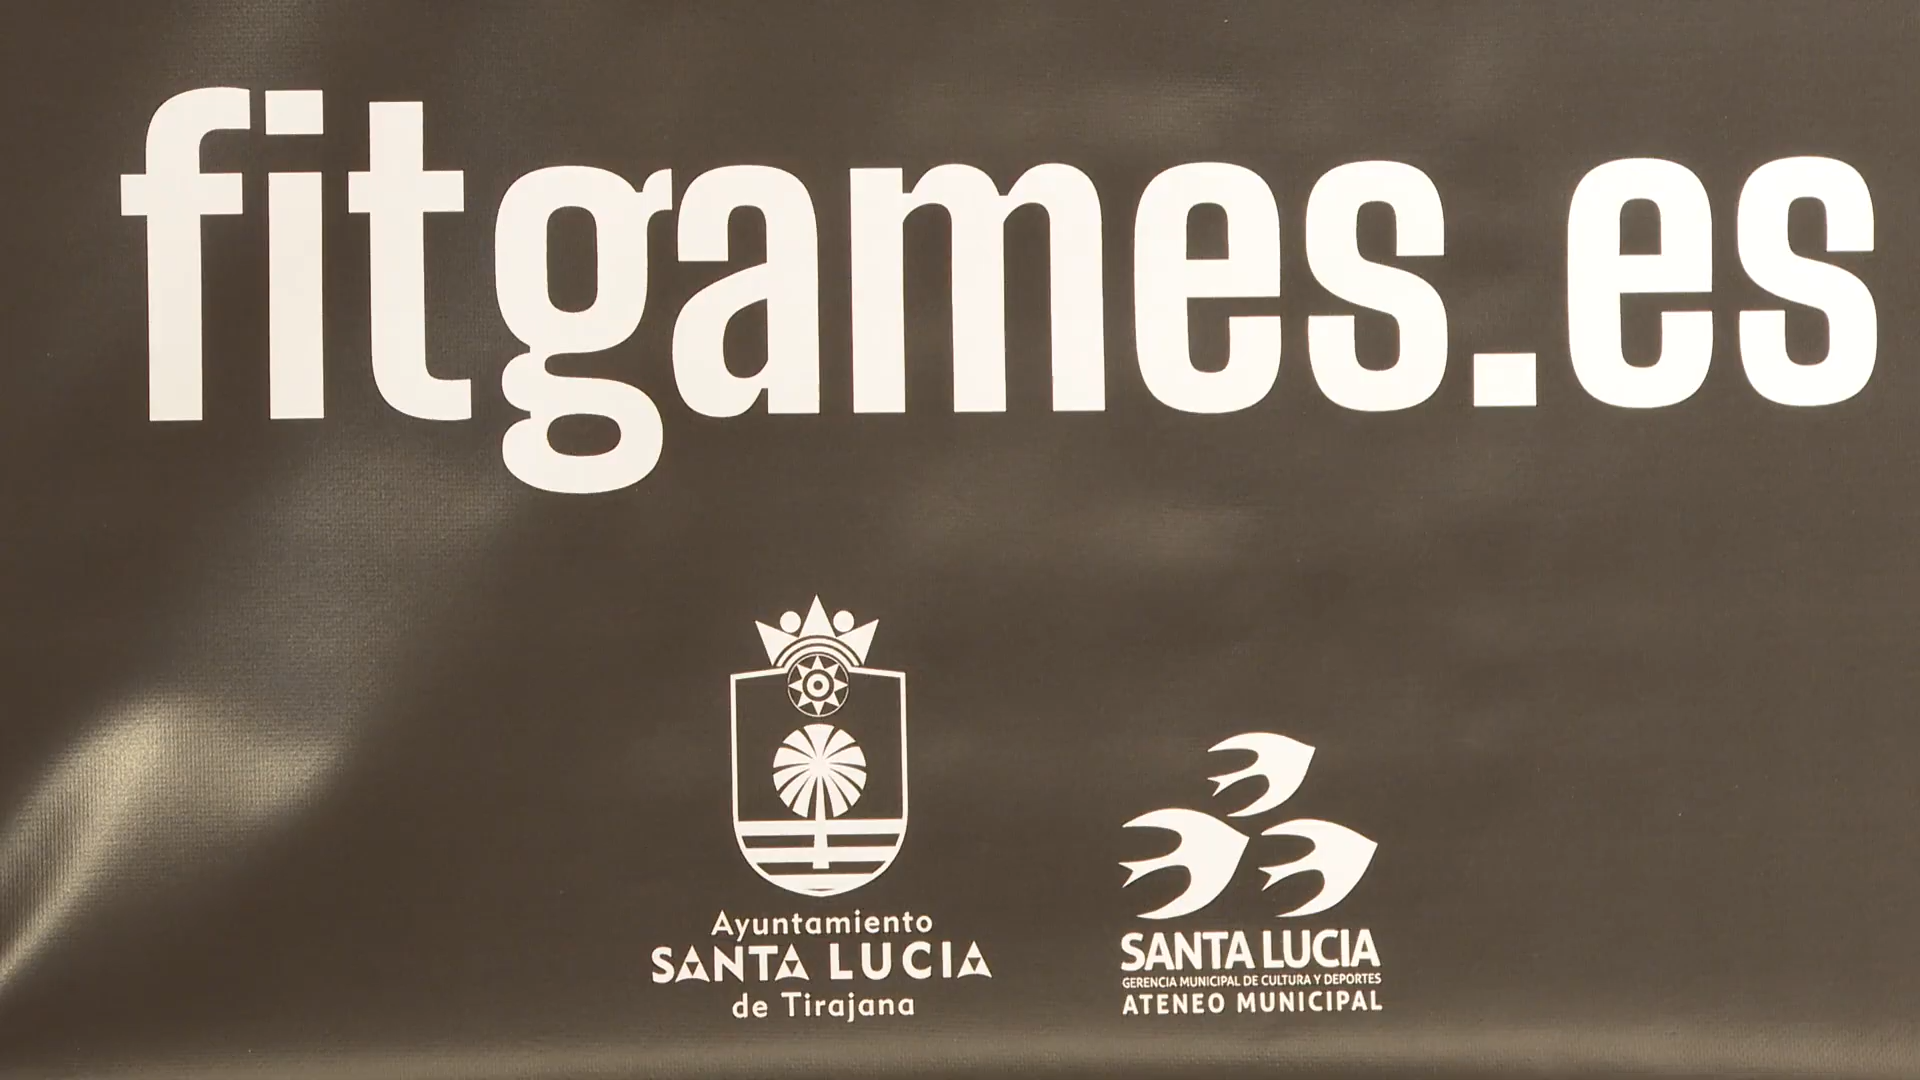 fitgames.es
Ayuntamiento
SANTA LUCIA
de Tirajana
SANTA LUCIA
GERENCIA MUNICIPAL DE CULTURA Y DEPORTES
ATENEO MUNICIPAL